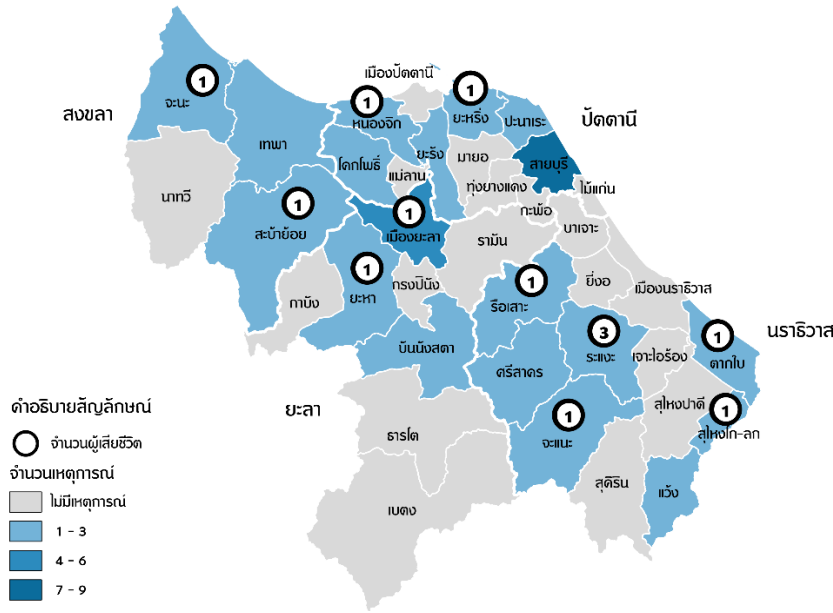 เมืองปัตตานี
1
1
1
จะนะ
สงขลา
หนองจิก
ยะหริ่ง
ปะนาเระ
ปัตตานี
เทพา
ยะรัง
มายอ
สายบุรี
โคกโพธิ์
แม่ลาน
ทุ่งยางแดง
ไม้แก่น
นาทวี
1
1
กะพ้อ
บาเจาะ
สะบ้าย้อย
เมืองยะลา
รามัน
1
1
กรงปินัง
ยี่งอ
เมืองนราธิวาส
กาบัง
ยะหา
รือเสาะ
3
1
นราธิวาส
บันนังสตา
ระแงะ
เจาะไอร้อง
ตากใบ
ศรีสาคร
คำอธิบายสัญลักษณ์
ยะลา
สุไหงปาดี
1
1
จำนวนผู้เสียชีวิต
ธารโต
จะแนะ
สุไหงโก-ลก
จำนวนเหตุการณ์
ไม่มีเหตุการณ์
สุคิริน
แว้ง
เบตง
1 - 3
4 - 6
7 - 9